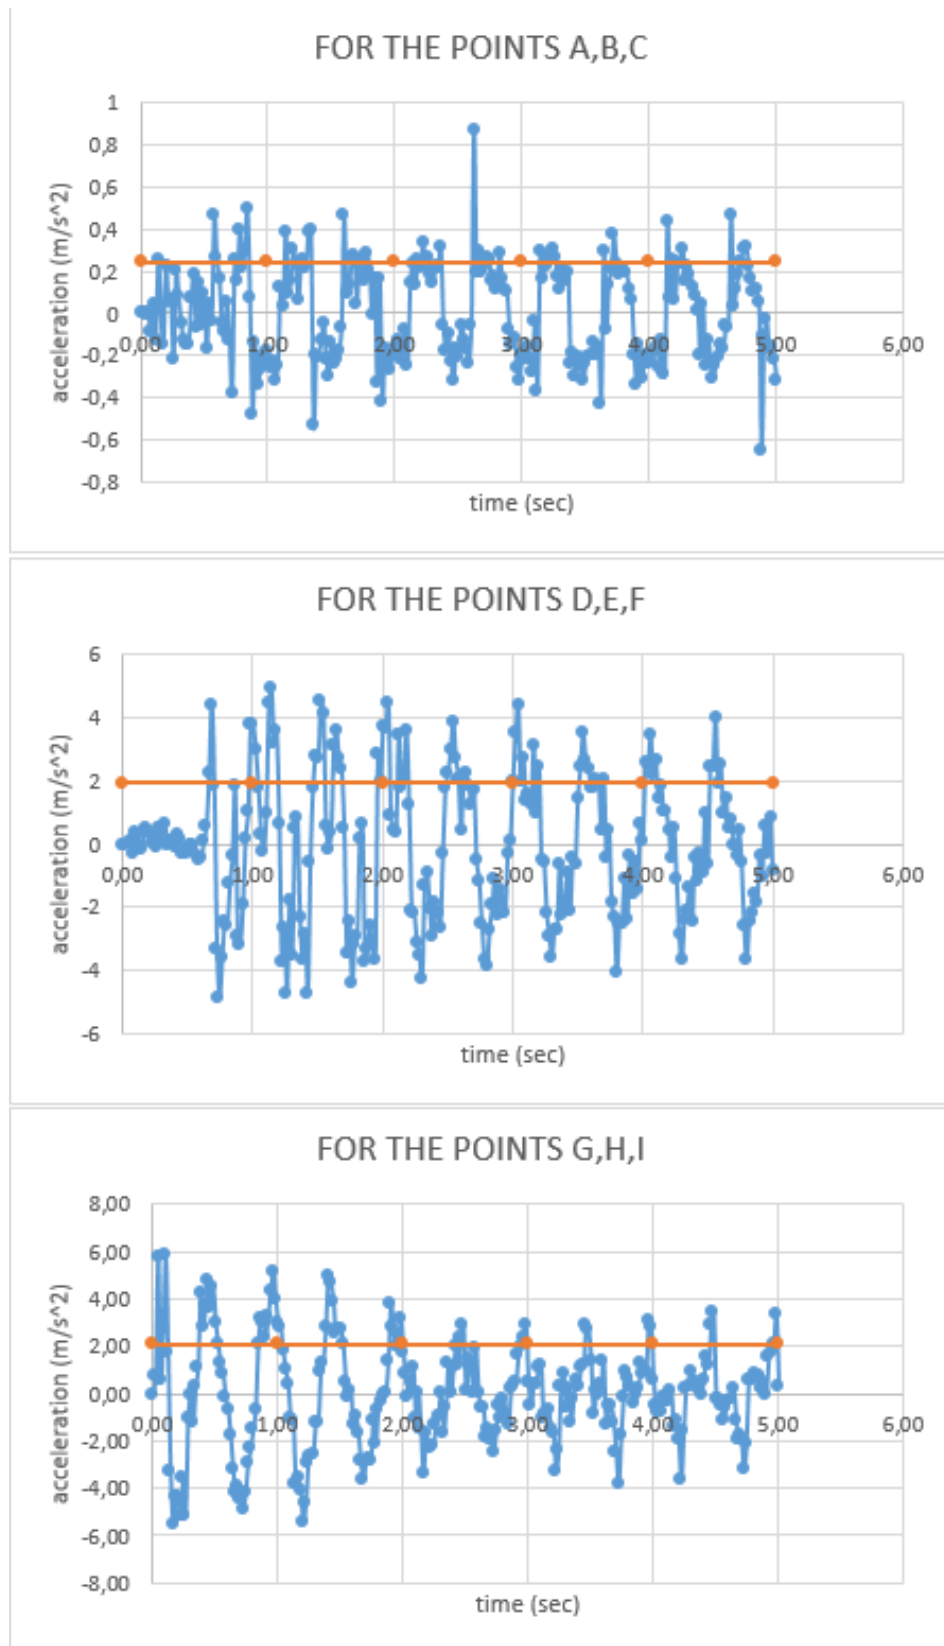 FOR THE POINTS A,B,C
acceleration (m/s^2)
1
0,8
0,6
0,4
0,2
0
-0,2
-0,4
-0,6
-0,8
0,00 1,00 2,00 3,00 4,00 5,00 6,00
time (sec)
FOR THE POINTS D,E,F
acceleration (m/s^2)
6
4
2
0
-2
-4
-6
0,00 1,00 2,00 3,00 4,00 5,00 6,00
time (sec)
FOR THE POINTS G,H,I
acceleration (m/s^2)
8,00
6,00
4,00
2,00
0,00
-2,00
-4,00
-6,00
-8,00
0,00 1,00 2,00 3,00 4,00 5,00 6,00
time (sec)